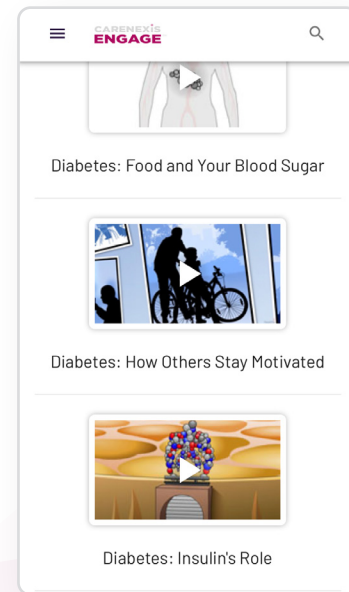 CARENEXiS
ENGAGE
Diabetes: Food and Your Blood Sugar
Diabetes: How Others Stay Motivated
Diabetes: Insulin's Role